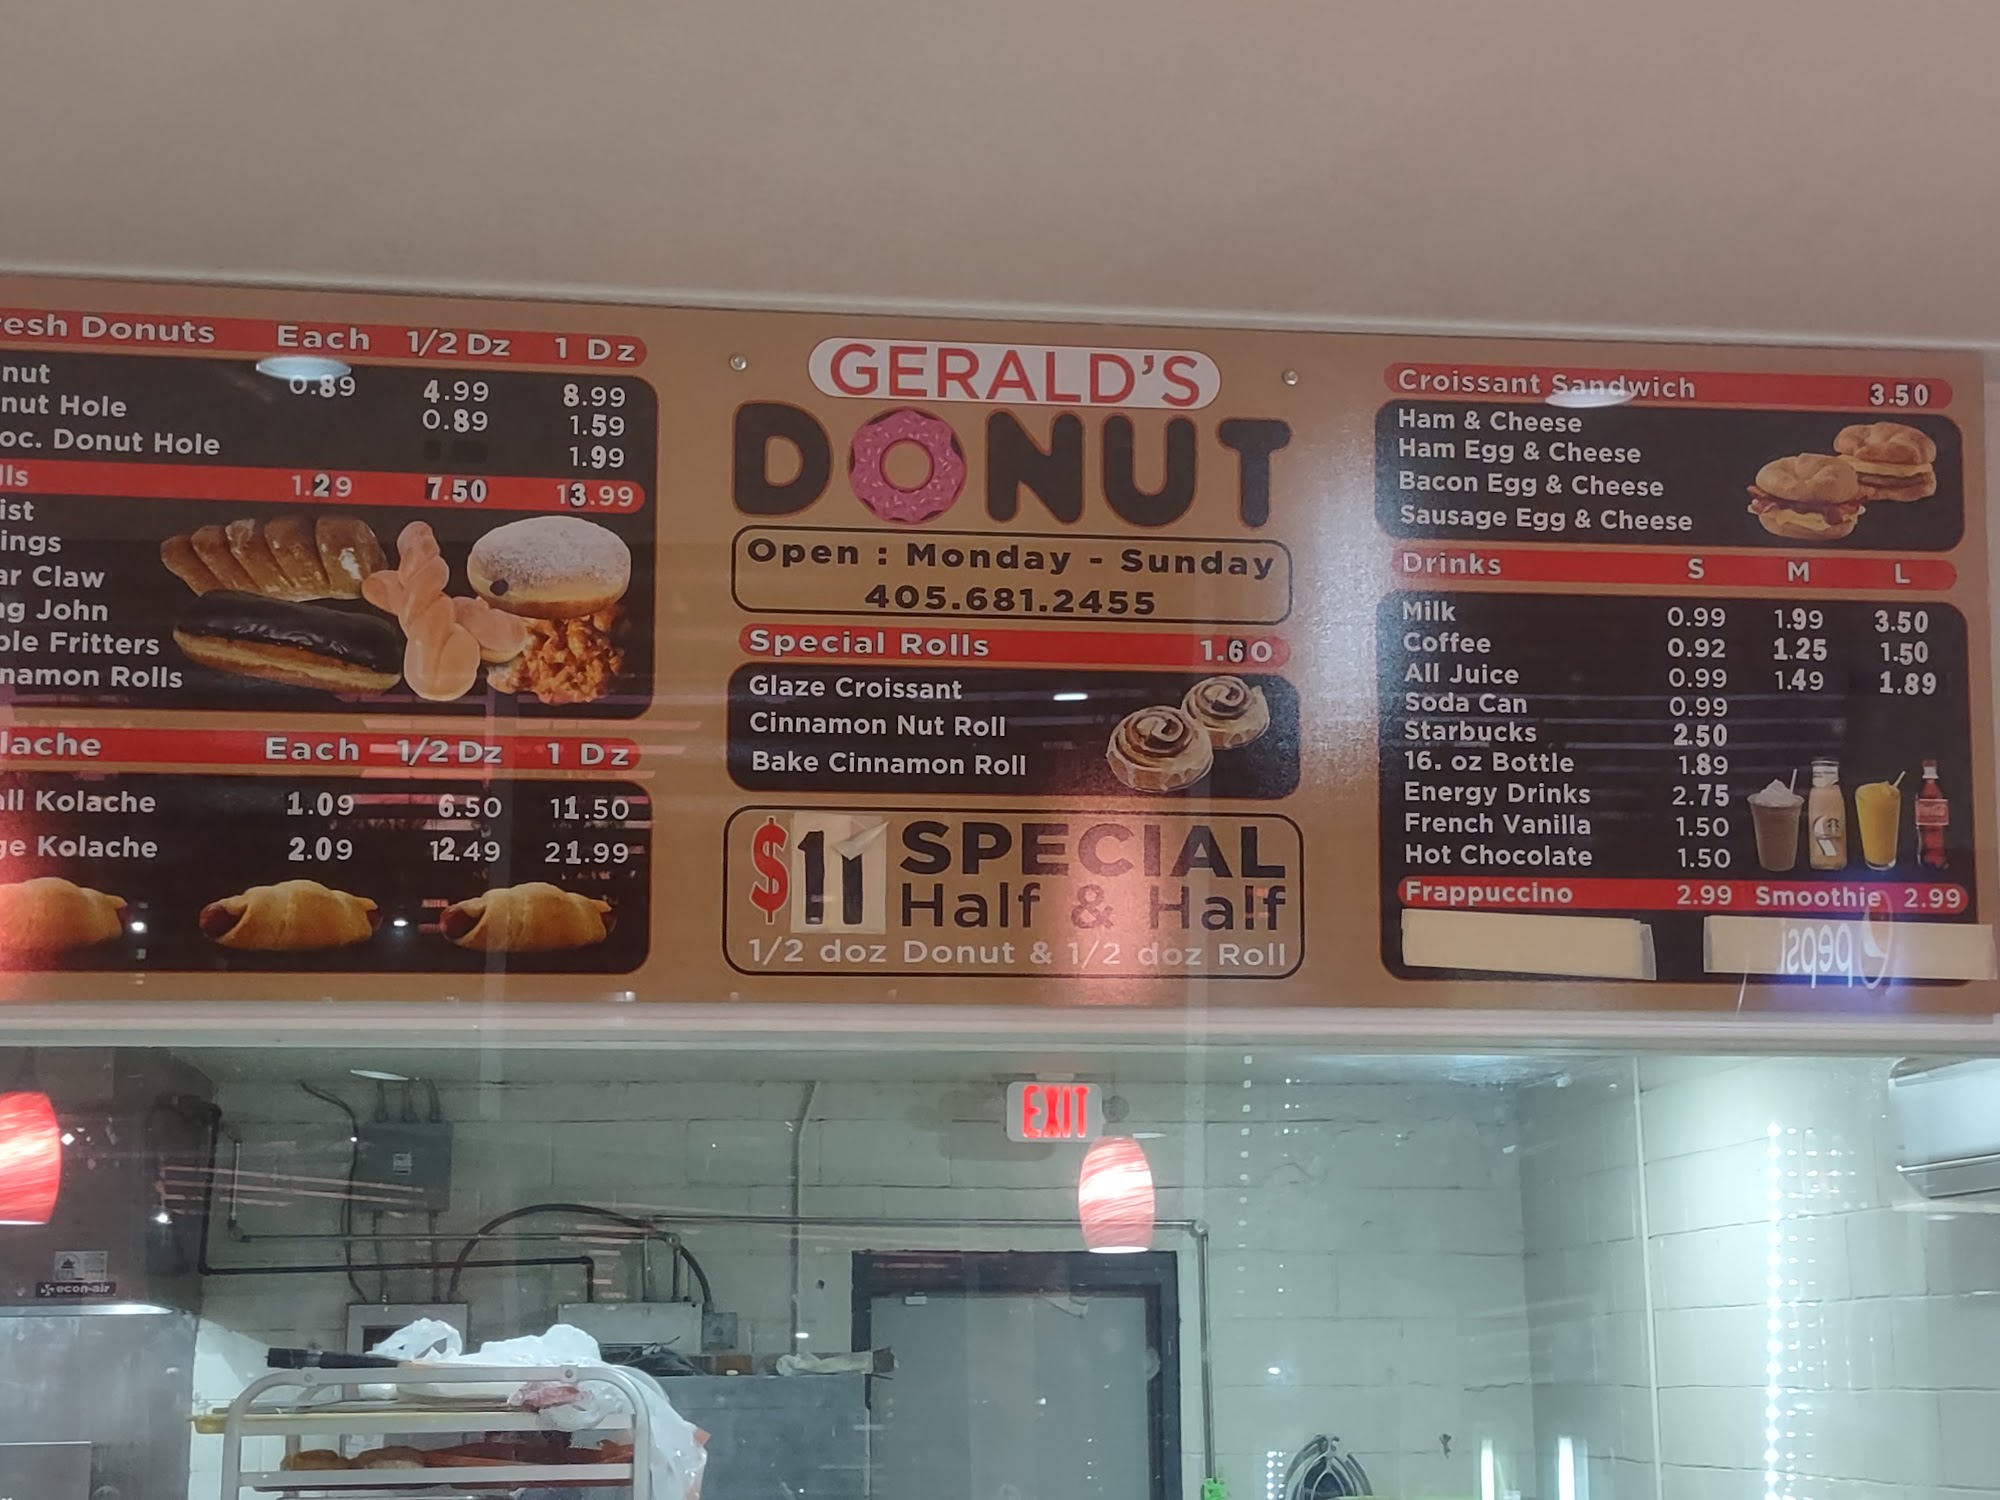 esh Donuts Each 1/2 Dz 1 Dz
nut 0.89 4.99 8.99
nut Hole 0.89 1.59
oc. Donut Hole 1.99
lls 1.29 7.50 13.99
ist
ings
ar Claw
ng John
ple Fritters
namon Rolls
lache Each 1/2 Dz 1 Dz
all Kolache 1.09 6.50 11.50
ge Kolache 2.09 12.49 21.99
GERALD'S
DONUT
Open : Monday - Sunday
405.681.2455
Special Rolls 1.60
Glaze Croissant
Cinnamon Nut Roll
Bake Cinnamon Roll
$11 SPECIAL
Half & Half
1/2 doz Donut & 1/2 doz Roll
Croissant Sandwich 3.50
Ham & Cheese
Ham Egg & Cheese
Bacon Egg & Cheese
Sausage Egg & Cheese
Drinks S M L
Milk 0.99 1.99 3.50
Coffee 0.92 1.25 1.50
All Juice 0.99 1.49 1.89
Soda Can 0.99
Starbucks 2.50
16. oz Bottle 1.89
Energy Drinks 2.75
French Vanilla 1.50
Hot Chocolate 1.50
Frappuccino 2.99 Smoothie 2.99
pepsi
EXIT
econ-air